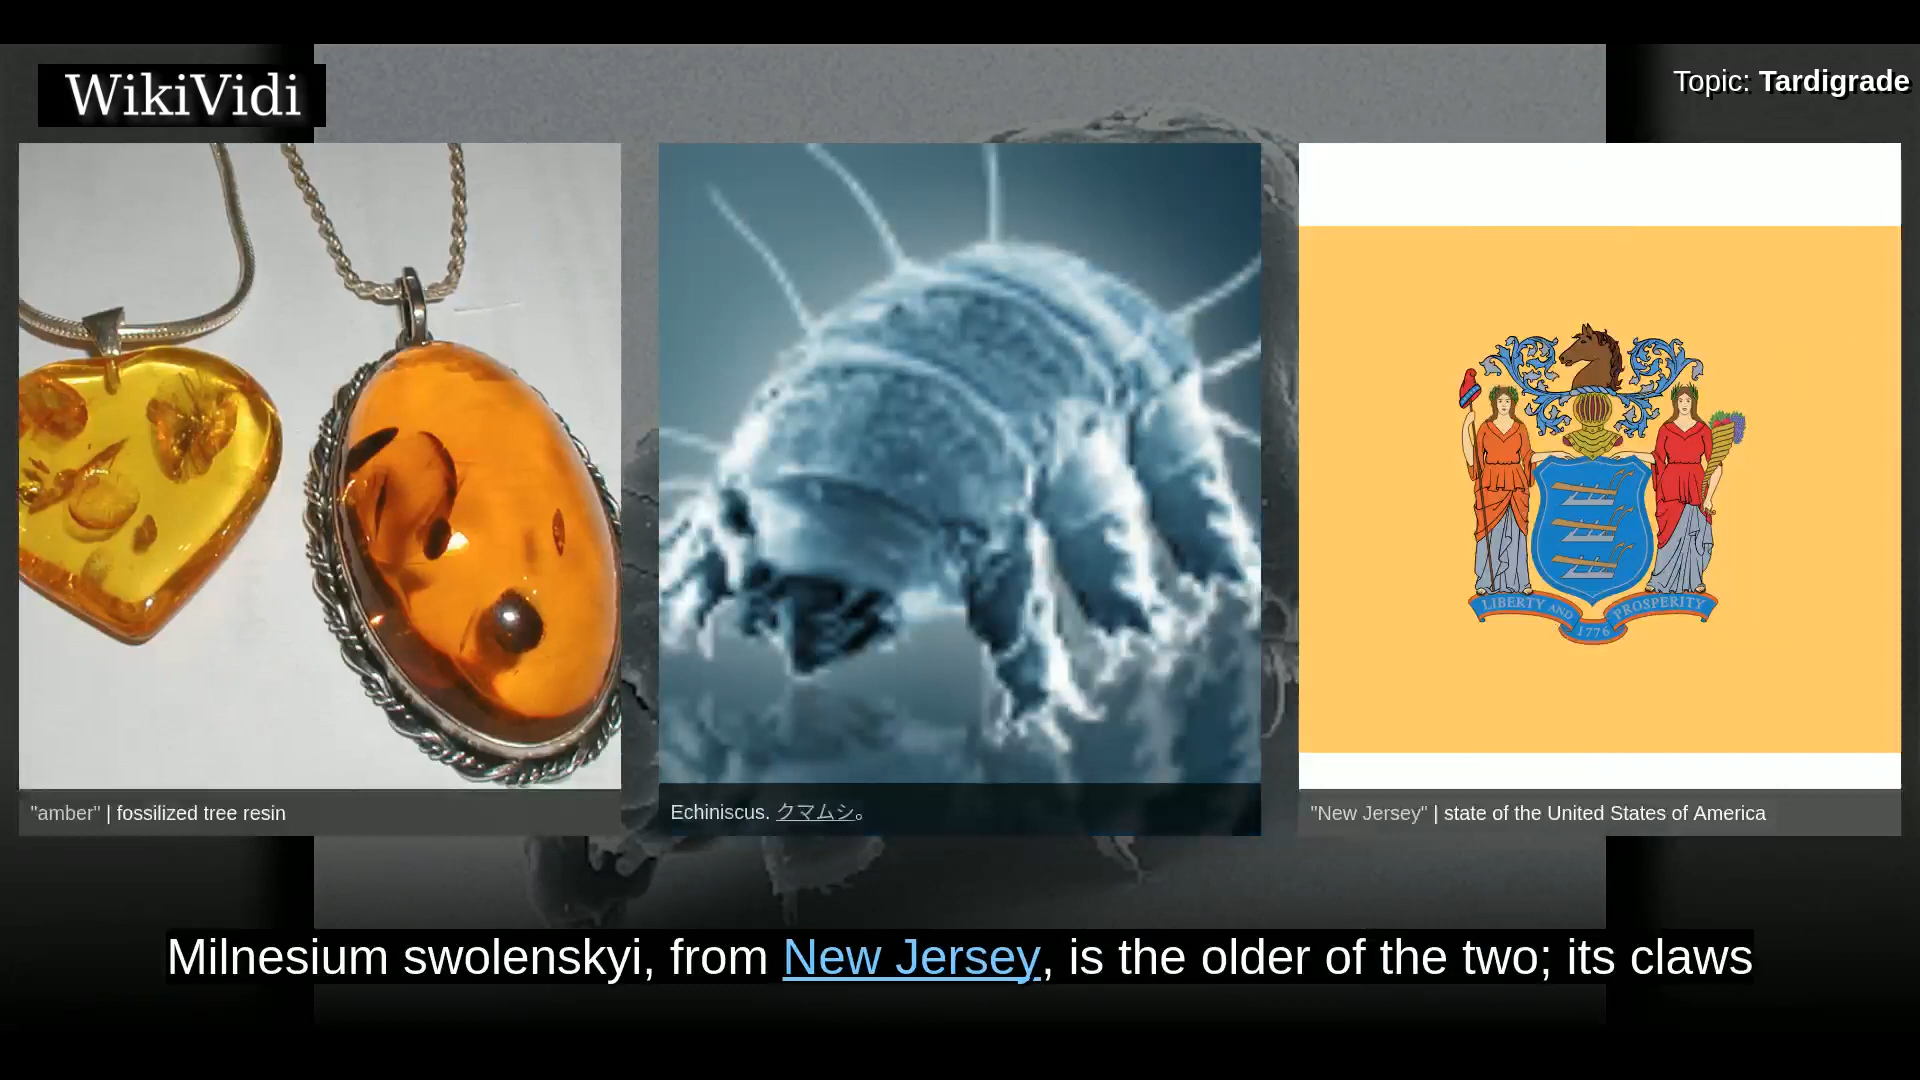 WikiVidi
Topic: Tardigrade
LIBERTY AND PROSPERITY
1776
"amber" | fossilized tree resin
Echiniscus. クマムシ。
"New Jersey" | state of the United States of America
Milnesium swolenskyi, from New Jersey, is the older of the two; its claws